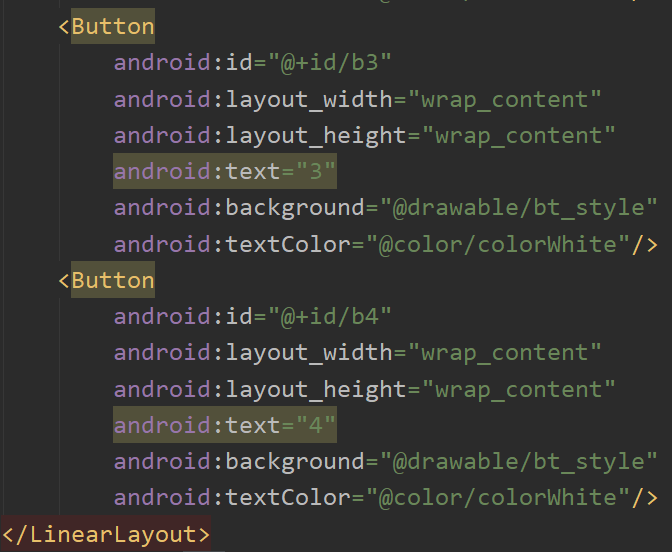 <Button
android:id="@+id/b3"
android:layout_width="wrap_content"
android:layout_height="wrap_content"
android:text="3"
android:background="@drawable/bt_style"
android:textColor="@color/colorWhite"/>
<Button
android:id="@+id/b4"
android:layout_width="wrap_content"
android:layout_height="wrap_content"
android:text="4"
android:background="@drawable/bt_style"
android:textColor="@color/colorWhite"/>
</LinearLayout>